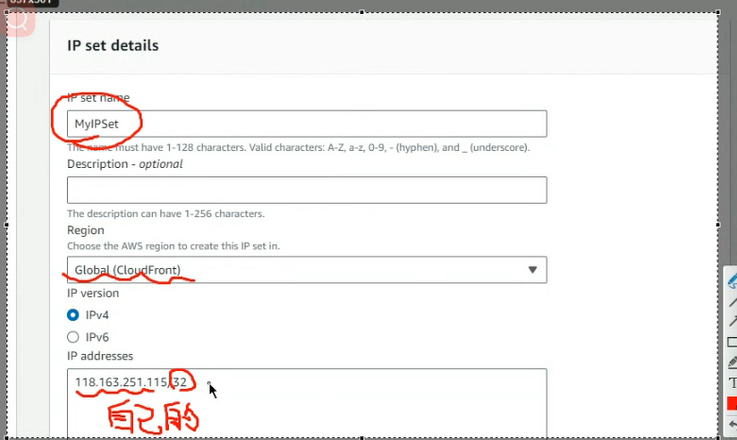 IP set details
IP set name
MyIPSet
The name must have 1-128 characters. Valid characters: A-Z, a-z, 0-9, - (hyphen), and _ (underscore).
Description - optional
The description can have 1-256 characters.
Region
Choose the AWS region to create this IP set in.
Global (CloudFront)
IP version
IPv4
IPv6
IP addresses
118.163.251.115/32
自己的
T